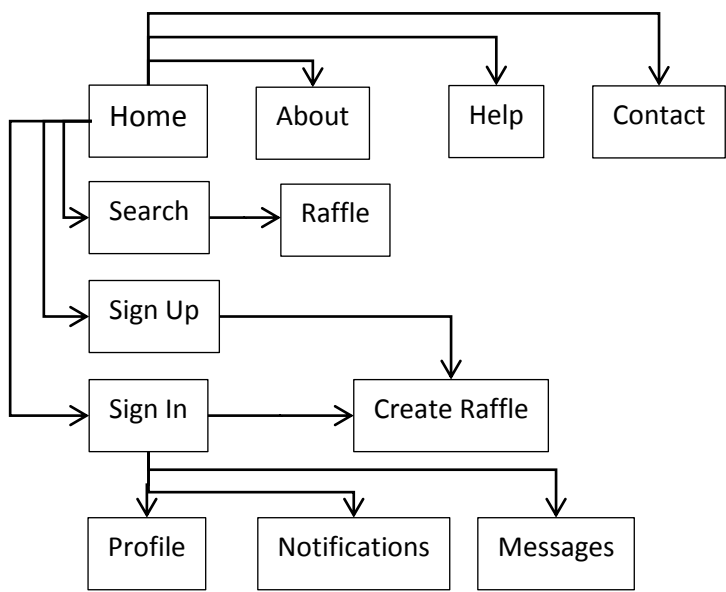 Home
About
Help
Contact
Search
Raffle
Sign Up
Sign In
Create Raffle
Profile
Notifications
Messages